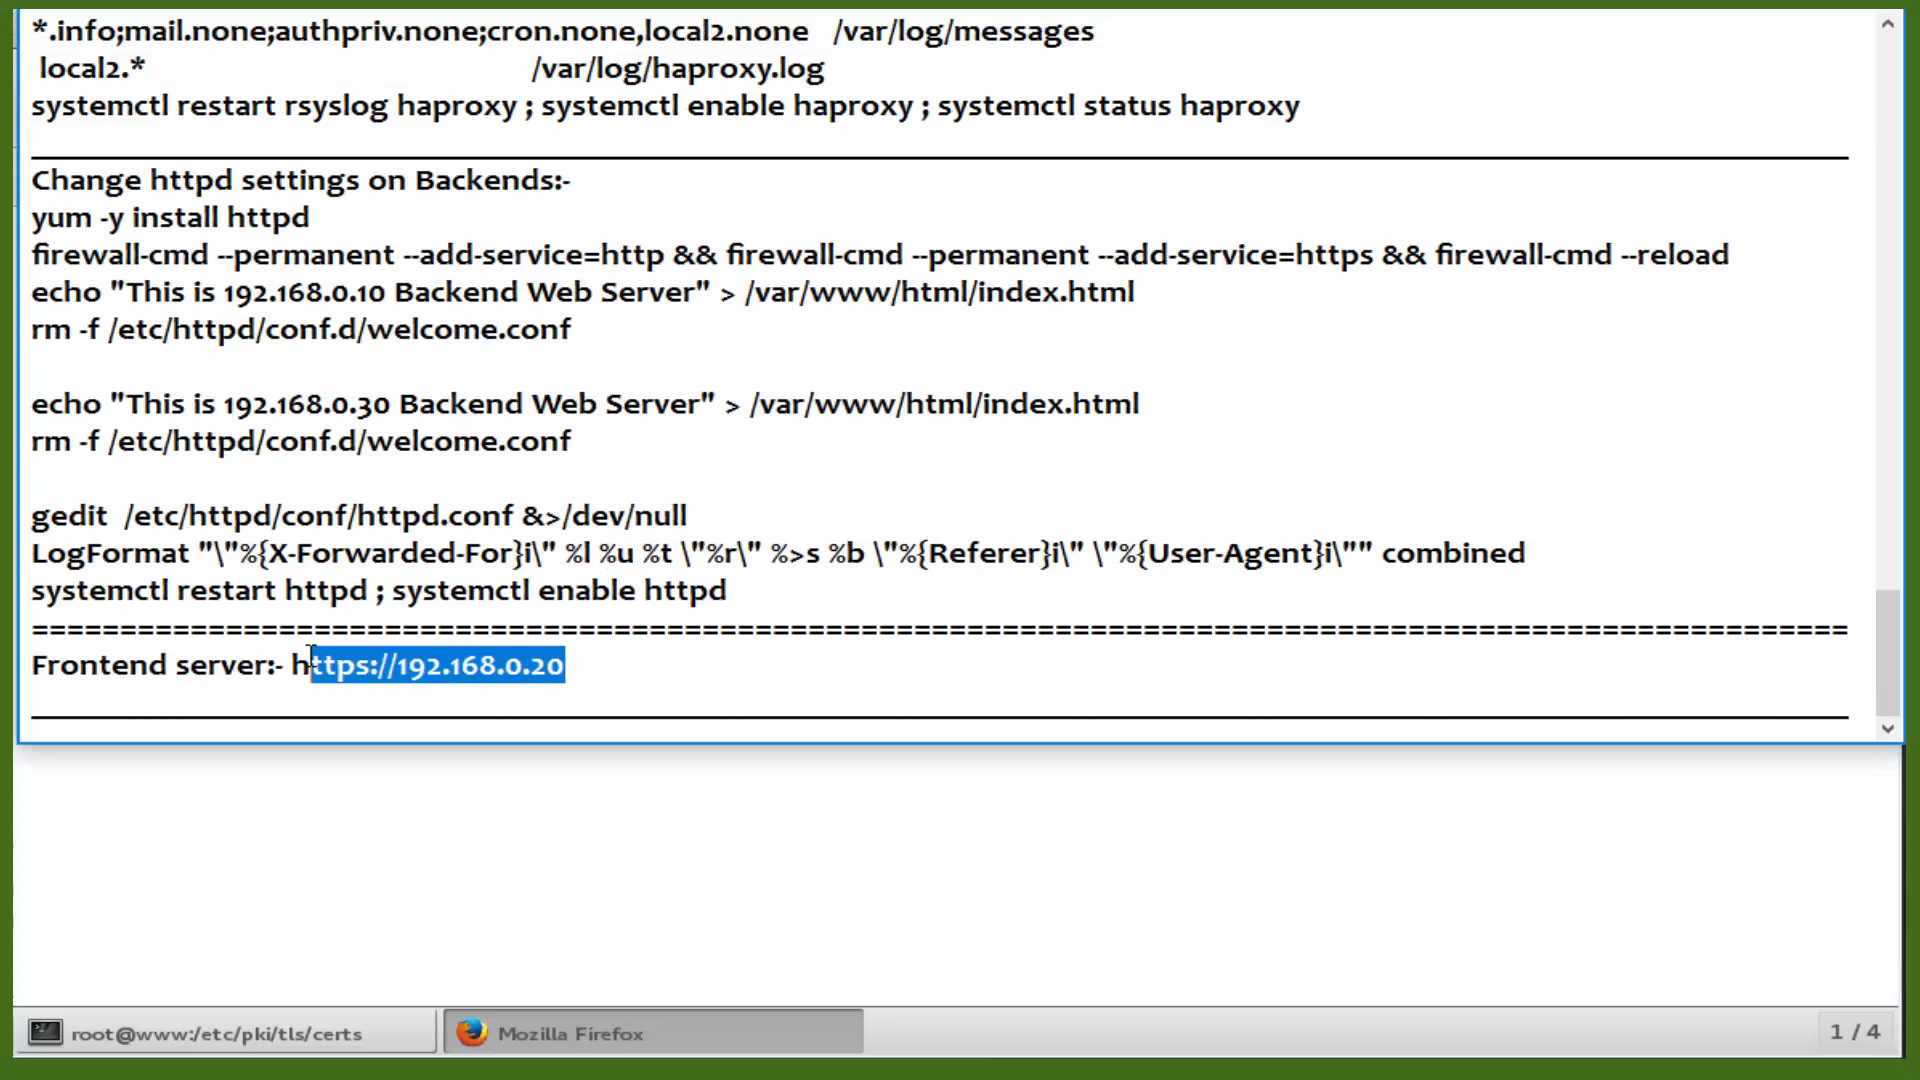 *.info;mail.none;authpriv.none;cron.none,local2.none /var/log/messages
local2.* /var/log/haproxy.log
systemctl restart rsyslog haproxy ; systemctl enable haproxy ; systemctl status haproxy
Change httpd settings on Backends:-
yum -y install httpd
firewall-cmd --permanent --add-service=http && firewall-cmd --permanent --add-service=https && firewall-cmd --reload
echo "This is 192.168.0.10 Backend Web Server" > /var/www/html/index.html
rm -f /etc/httpd/conf.d/welcome.conf
echo "This is 192.168.0.30 Backend Web Server" > /var/www/html/index.html
rm -f /etc/httpd/conf.d/welcome.conf
gedit /etc/httpd/conf/httpd.conf &>/dev/null
LogFormat "\"%{X-Forwarded-For}i\" %l %u %t \"%r\" %>s %b \"%{Referer}i\" \"%{User-Agent}i\"" combined
systemctl restart httpd ; systemctl enable httpd
=======================================================================================================
Frontend server:- https://192.168.0.20
root@www:/etc/pki/tls/certs
Mozilla Firefox
1 / 4